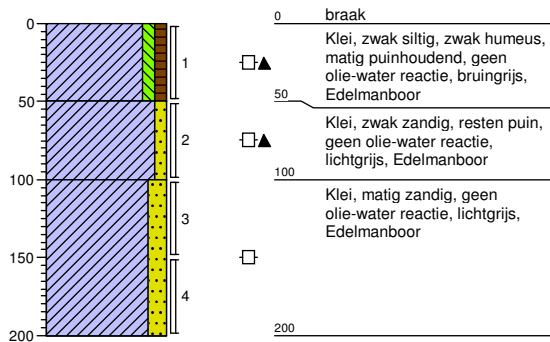 0
50
100
150
200
1
2
3
4
0 braak
Klei, zwak siltig, zwak humeus,
matig puinhoudend, geen
olie-water reactie, bruingrijs,
Edelmanboor
50
Klei, zwak zandig, resten puin,
geen olie-water reactie,
lichtgrijs, Edelmanboor
100
Klei, matig zandig, geen
olie-water reactie, lichtgrijs,
Edelmanboor
200